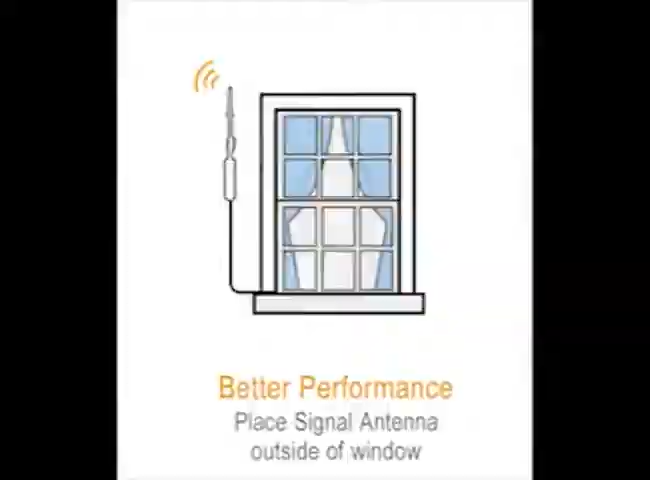 Better Performance
Place Signal Antenna
outside of window